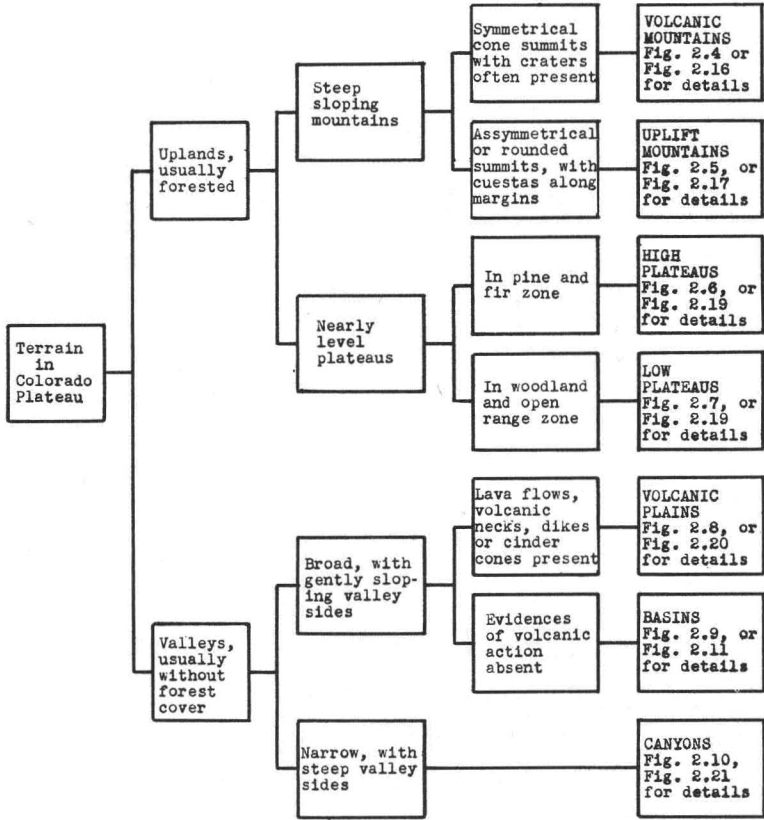 Terrain
in
Colorado
Plateau
Uplands,
usually
forested
Valleys,
usually
without
forest
cover
Steep
sloping
mountains
Nearly
level
plateaus
Broad, with
gently slop-
ing valley
sides
Narrow, with
steep valley
sides
Symmetrical
cone summits
with craters
often present
Assymmetrical
or rounded
summits, with
cuestas along
margins
In pine and
fir zone
In woodland
and open
range zone
Lava flows,
volcanic
necks, dikes
or cinder
cones present
Evidences
of volcanic
action
absent
VOLCANIC
MOUNTAINS
Fig. 2.4 or
Fig. 2.16
for details
UPLIFT
MOUNTAINS
Fig. 2.5, or
Fig. 2.17
for details
HIGH
PLATEAUS
Fig. 2.6, or
Fig. 2.19
for details
LOW
PLATEAUS
Fig. 2.7, or
Fig. 2.19
for details
VOLCANIC
PLAINS
Fig. 2.8, or
Fig. 2.20
for details
BASINS
Fig. 2.9, or
Fig. 2.11
for details
CANYONS
Fig. 2.10,
Fig. 2.21
for details